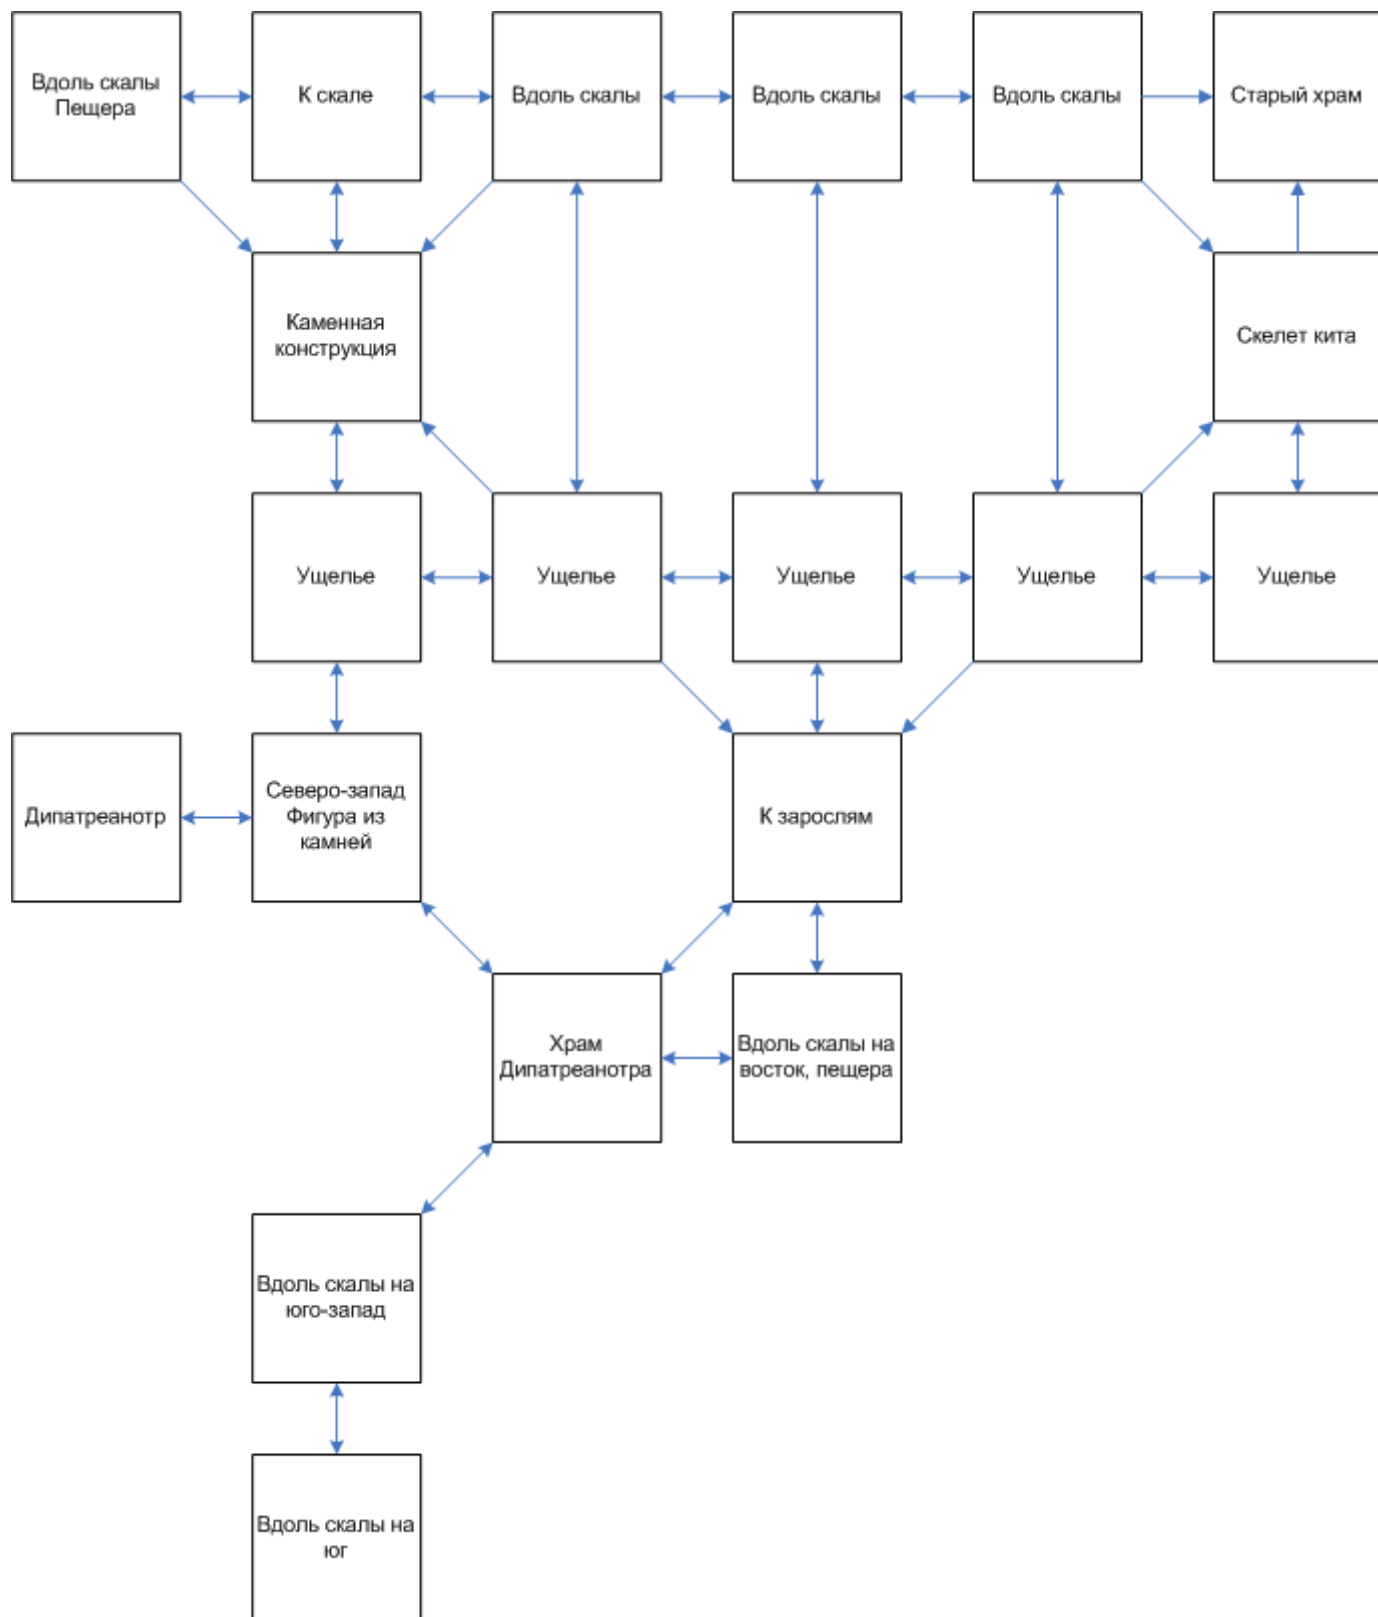 Вдоль скалы
Пещера
К скале
Вдоль скалы
Вдоль скалы
Вдоль скалы
Старый храм
Каменная
конструкция
Скелет кита
Ущелье
Ущелье
Ущелье
Ущелье
Ущелье
Дипатреанотр
Северо-запад
Фигура из
камней
К зарослям
Храм
Дипатреанотра
Вдоль скалы на
восток, пещера
Вдоль скалы на
юго-запад
Вдоль скалы на
юг